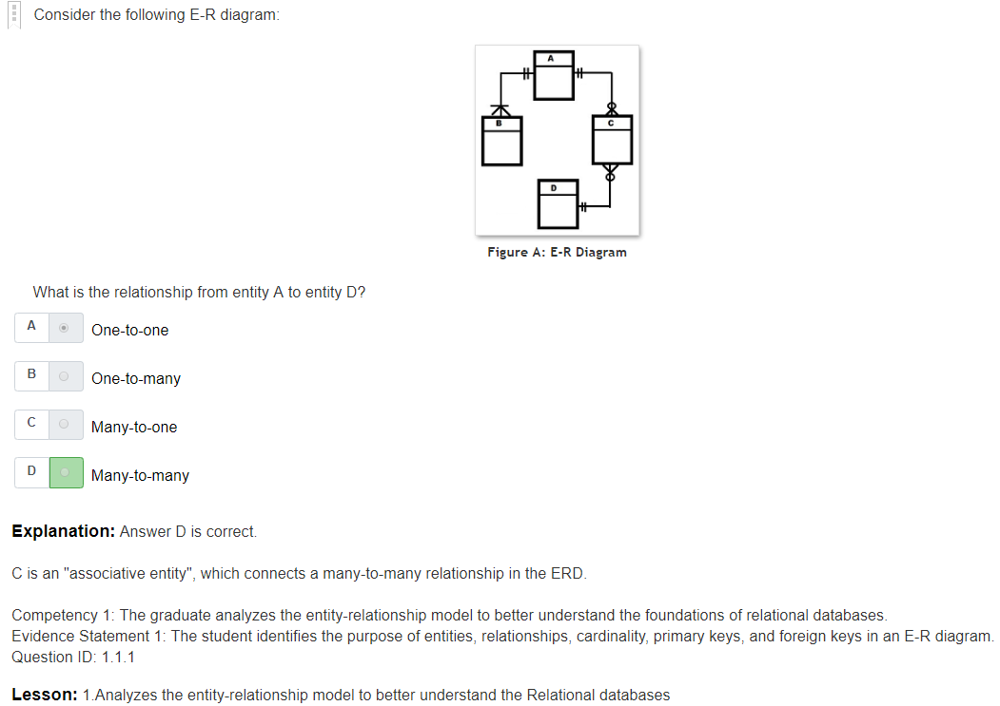 Consider the following E-R diagram:
A
B
C
D
Figure A: E-R Diagram
What is the relationship from entity A to entity D?
A One-to-one
B One-to-many
C Many-to-one
D Many-to-many
Explanation: Answer D is correct.
C is an "associative entity", which connects a many-to-many relationship in the ERD.
Competency 1: The graduate analyzes the entity-relationship model to better understand the foundations of relational databases.
Evidence Statement 1: The student identifies the purpose of entities, relationships, cardinality, primary keys, and foreign keys in an E-R diagram.
Question ID: 1.1.1
Lesson: 1.Analyzes the entity-relationship model to better understand the Relational databases